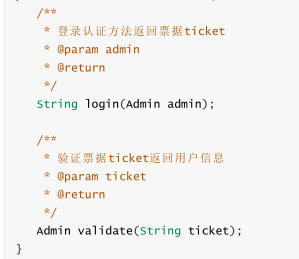 /**
* 登录认证方法返回票据ticket
* @param admin
* @return
*/
String login(Admin admin);
/**
* 验证票据ticket返回用户信息
* @param ticket
* @return
*/
Admin validate(String ticket);
}